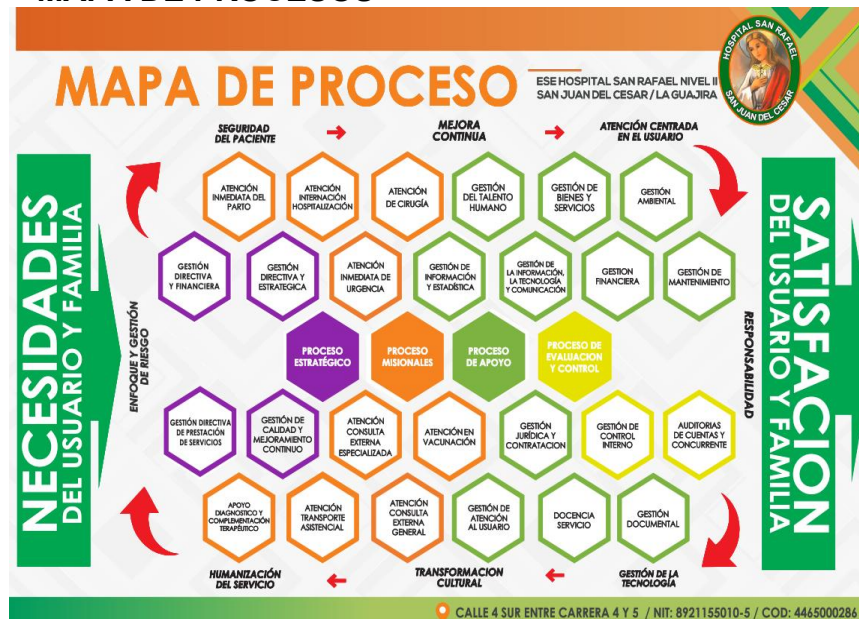 MAPA DE PROCESOS
MAPA DE PROCESO
ESE HOSPITAL SAN RAFAEL NIVEL II
SAN JUAN DEL CESAR / LA GUAJIRA
HOSPITAL SAN RAFAEL
SAN JUAN DEL CESAR
SEGURIDAD
DEL PACIENTE
MEJORA
CONTINUA
ATENCIÓN CENTRADA
EN EL USUARIO
NECESIDADES
DEL USUARIO Y FAMILIA
ENFOQUE Y GESTIÓN
DE RIESGO
ATENCIÓN
INMEDIATA DEL
PARTO
ATENCIÓN
INTERNACIÓN
HOSPITALIZACIÓN
ATENCIÓN
DE CIRUGÍA
GESTIÓN
DEL TALENTO
HUMANO
GESTIÓN DE
BIENES Y
SERVICIOS
GESTIÓN
AMBIENTAL
GESTIÓN
DIRECTIVA
Y FINANCIERA
GESTIÓN
DIRECTIVA Y
ESTRATEGICA
ATENCIÓN
INMEDIATA DE
URGENCIA
GESTIÓN DE
INFORMACIÓN
Y ESTADÍSTICA
GESTIÓN DE
LA INFORMACIÓN,
LA TECNOLOGÍA
Y COMUNICACIÓN
GESTION
FINANCIERA
GESTIÓN DE
MANTENIMIENTO
PROCESO
ESTRATÉGICO
PROCESO
MISIONALES
PROCESO
DE APOYO
PROCESO DE
EVALUACION
Y CONTROL
GESTIÓN DIRECTIVA
DE PRESTACIÓN
DE SERVICIOS
GESTIÓN DE
CALIDAD Y
MEJORAMIENTO
CONTINUO
ATENCIÓN
CONSULTA
EXTERNA
ESPECIALIZADA
ATENCIÓN EN
VACUNACIÓN
GESTIÓN
JURÍDICA Y
CONTRATACION
GESTIÓN DE
CONTROL
INTERNO
AUDITORIAS
DE CUENTAS Y
CONCURRENTE
APOYO
DIAGNOSTICO Y
COMPLEMENTACIÓN
TERAPÉUTICO
ATENCIÓN
TRANSPORTE
ASISTENCIAL
ATENCIÓN
CONSULTA
EXTERNA
GENERAL
GESTIÓN DE
ATENCIÓN
AL USUARIO
DOCENCIA
SERVICIO
GESTIÓN
DOCUMENTAL
RESPONSABILIDAD
SATISFACION
DEL USUARIO Y FAMILIA
HUMANIZACIÓN
DEL SERVICIO
TRANSFORMACION
CULTURAL
GESTIÓN DE LA
TECNOLOGÍA
CALLE 4 SUR ENTRE CARRERA 4 Y 5 / NIT: 8921155010-5 / COD: 4465000286